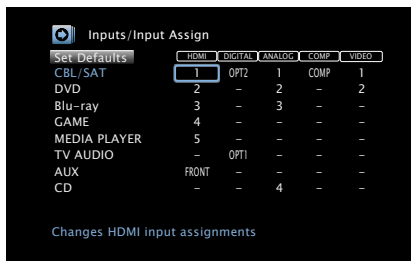 Inputs/Input Assign
Set Defaults HDMI DIGITAL ANALOG COMP VIDEO
CBL/SAT 1 OPT2 1 COMP 1
DVD 2 – 2 – 2
Blu-ray 3 – 3 – –
GAME 4 – – – –
MEDIA PLAYER 5 – – – –
TV AUDIO – OPT1 – – –
AUX FRONT – – – –
CD – – 4 – –
Changes HDMI input assignments